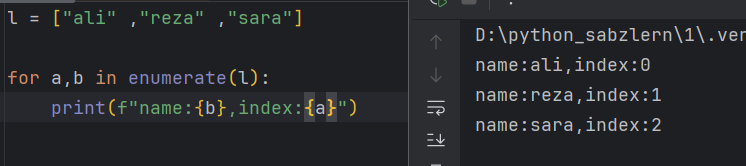 l = ["ali" ,"reza" ,"sara"]
for a,b in enumerate(l):
    print(f"name:{b},index:{a}")
D:\python_sabzlern\1\.ver
name:ali,index:0
name:reza,index:1
name:sara,index:2